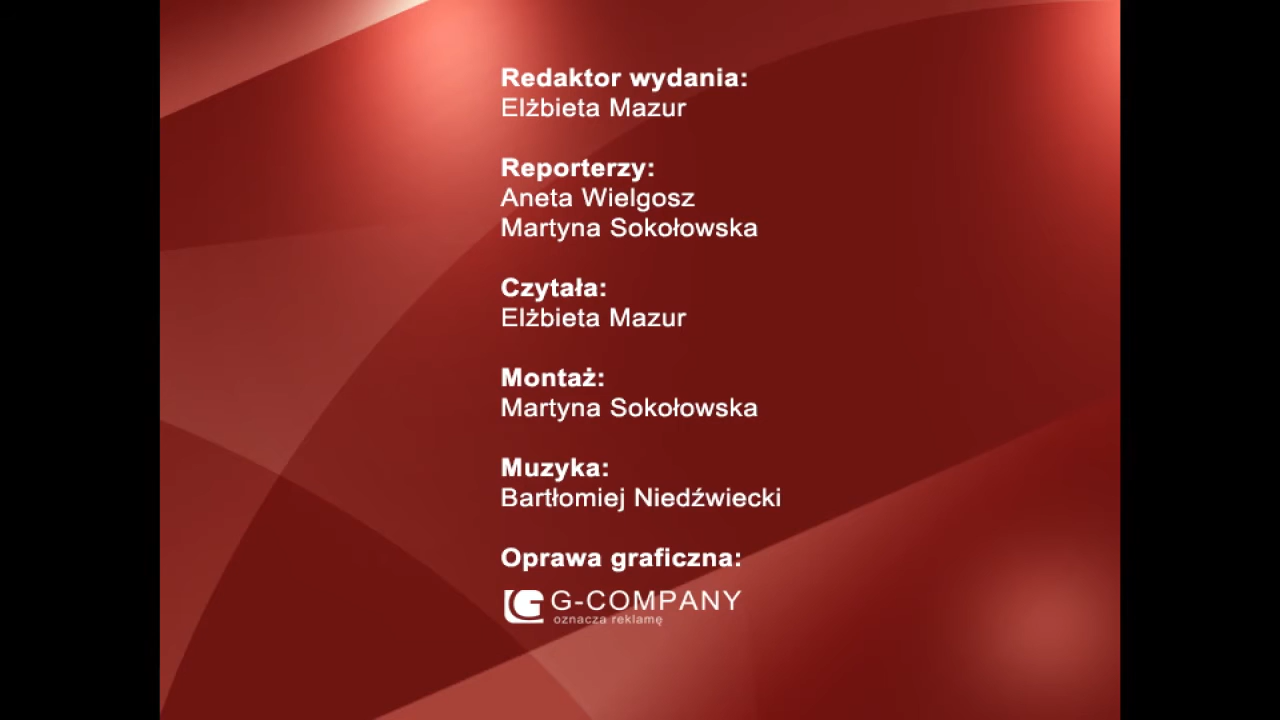 Redaktor wydania:
Elżbieta Mazur
Reporterzy:
Aneta Wielgosz
Martyna Sokołowska
Czytała:
Elżbieta Mazur
Montaż:
Martyna Sokołowska
Muzyka:
Bartłomiej Niedźwiecki
Oprawa graficzna:
G-COMPANY
oznacza reklamę